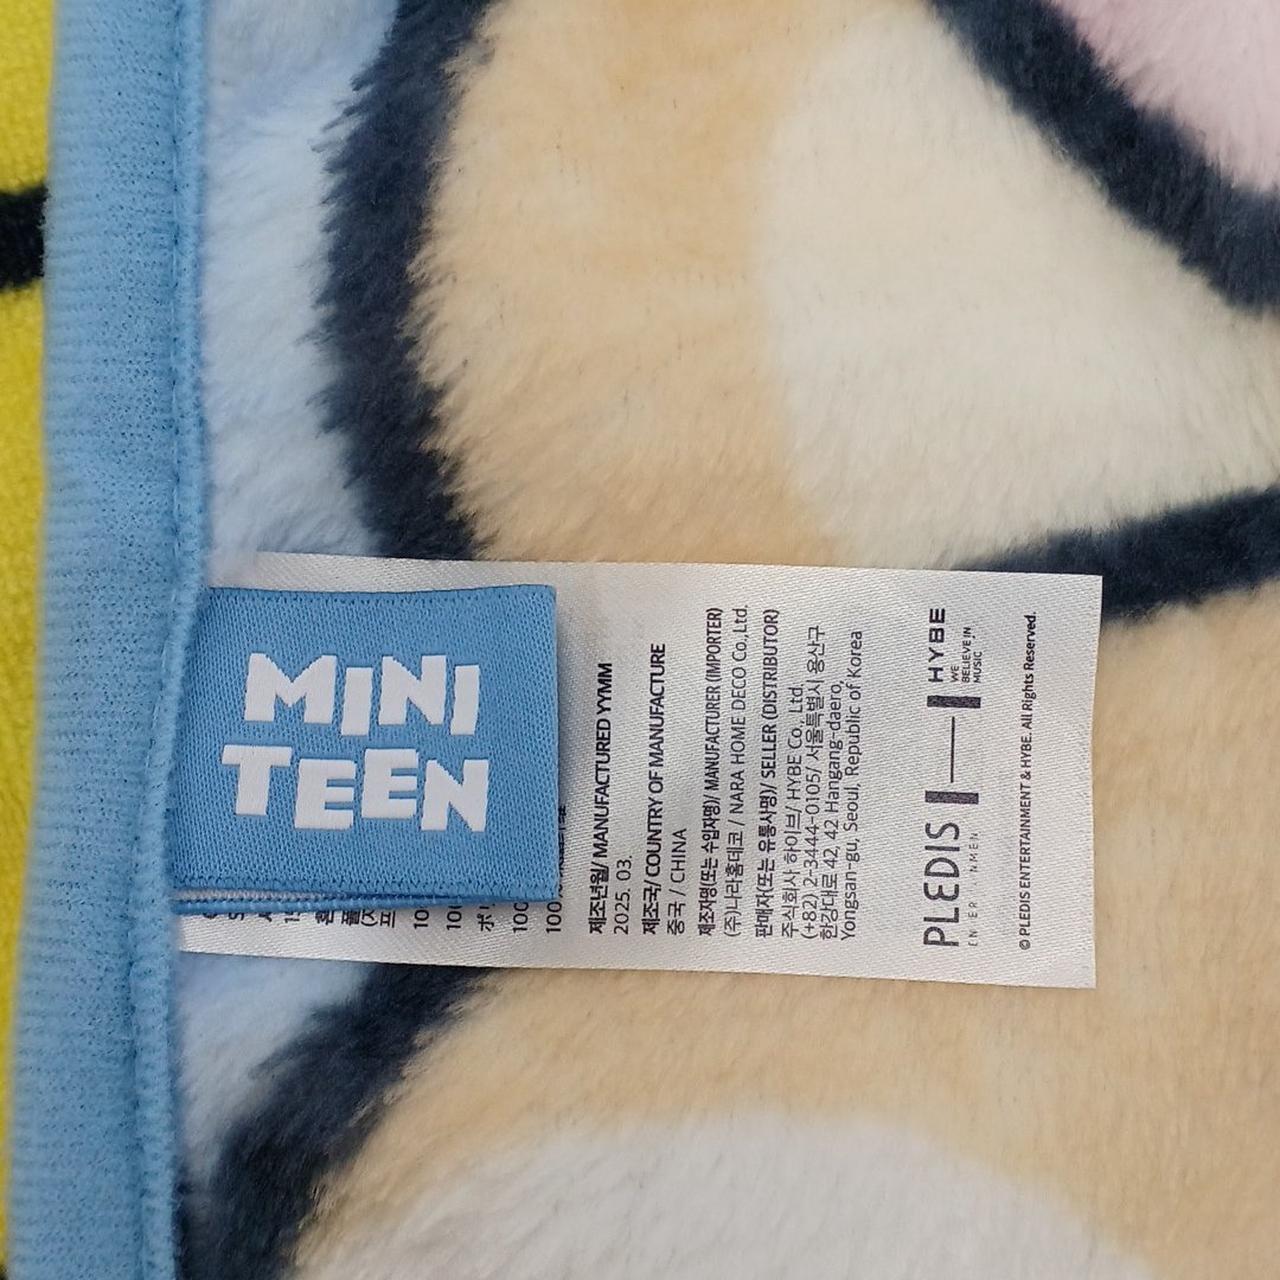 MINI
TEEN
제조년월/ MANUFACTURED YYMM
2025. 03.
제조국/ COUNTRY OF MANUFACTURE
중국 / CHINA
제조자명(또는 수입자명)/ MANUFACTURER (IMPORTER)
(주)나라홈데코 / NARA HOME DECO Co.,Ltd.
판매자(또는 유통사명)/ SELLER (DISTRIBUTOR)
주식회사 하이브/ HYBE Co., Ltd.
(+82) 2-3444-0105/ 서울특별시 용산구
한강대로 42, 42 Hangang-daero,
Yongsan-gu, Seoul, Republic of Korea
PLEDIS
HYBE
WE
BELIEVE IN
MUSIC
© PLEDIS ENTERTAINMENT & HYBE. All Rights Reserved.